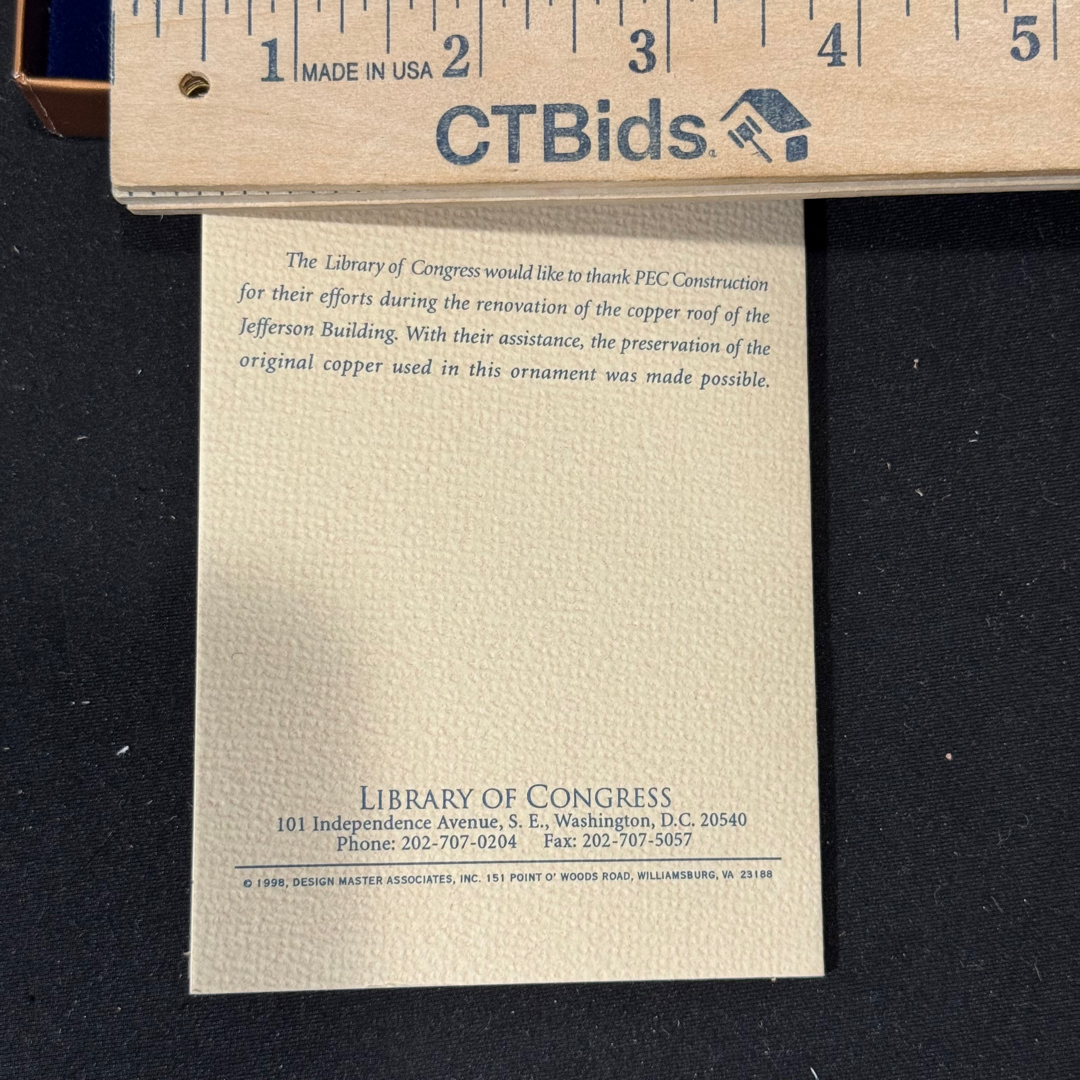 1 MADE IN USA 2 3 4 5
CTBids
The Library of Congress would like to thank PEC Construction
for their efforts during the renovation of the copper roof of the
Jefferson Building. With their assistance, the preservation of the
original copper used in this ornament was made possible.
LIBRARY OF CONGRESS
101 Independence Avenue, S. E., Washington, D.C. 20540
Phone: 202-707-0204 Fax: 202-707-5057
© 1998, DESIGN MASTER ASSOCIATES, INC. 151 POINT O' WOODS ROAD, WILLIAMSBURG, VA 23188